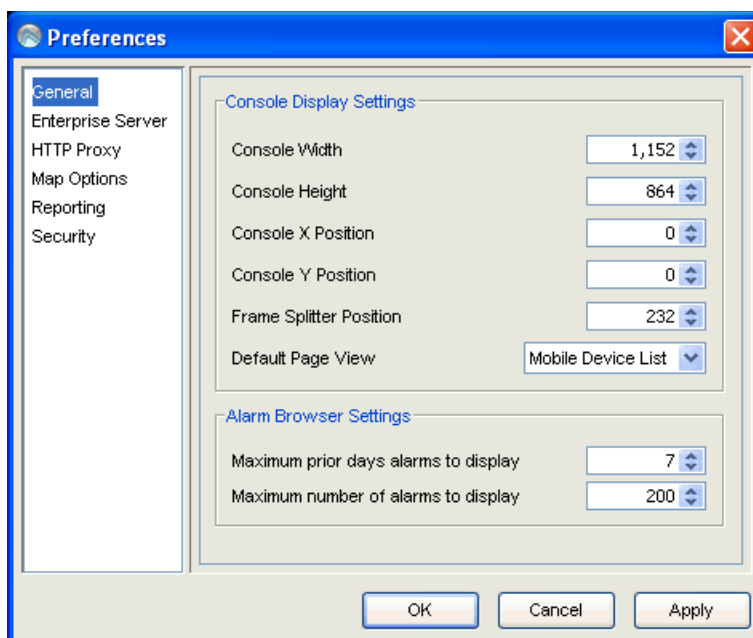 Preferences
General
Enterprise Server
HTTP Proxy
Map Options
Reporting
Security
Console Display Settings
Console Width 1,152
Console Height 864
Console X Position 0
Console Y Position 0
Frame Splitter Position 232
Default Page View Mobile Device List
Alarm Browser Settings
Maximum prior days alarms to display 7
Maximum number of alarms to display 200
OK Cancel Apply